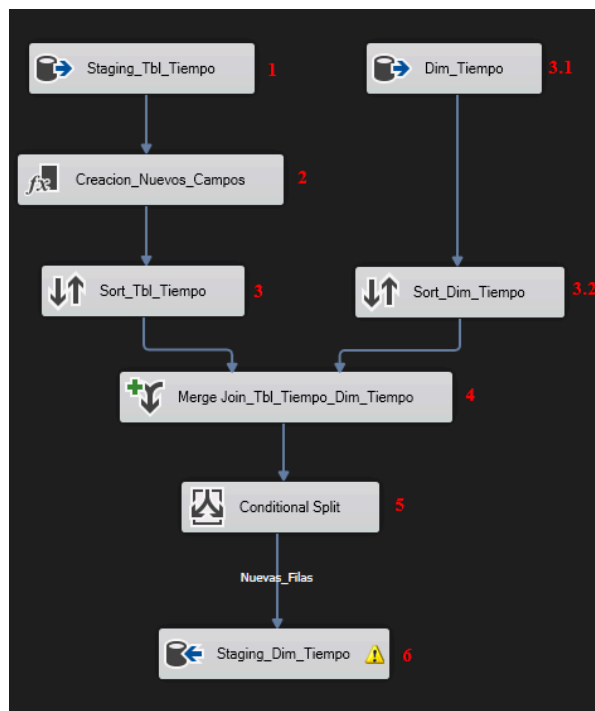 Staging_Tbl_Tiempo 1
Dim_Tiempo 3.1
Creacion_Nuevos_Campos 2
Sort_Tbl_Tiempo 3
Sort_Dim_Tiempo 3.2
Merge Join_Tbl_Tiempo_Dim_Tiempo 4
Conditional Split 5
Nuevas_Filas
Staging_Dim_Tiempo 6